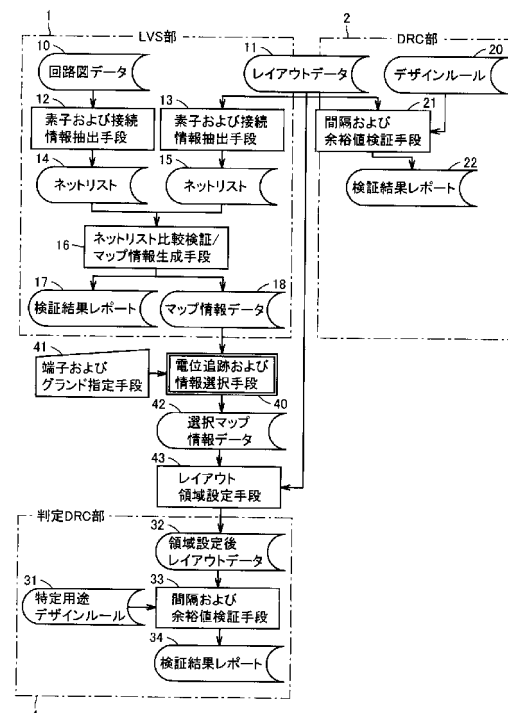 1
LVS部
10
回路図データ
11
レイアウトデータ
2
DRC部
20
デザインルール
12
素子および接続
情報抽出手段
13
素子および接続
情報抽出手段
21
間隔および
余裕値検証手段
14
ネットリスト
15
ネットリスト
22
検証結果レポート
16
ネットリスト比較検証/
マップ情報生成手段
17
検証結果レポート
18
マップ情報データ
41
端子および
グランド指定手段
電位追跡および
情報選択手段
40
42
選択マップ
情報データ
43
レイアウト
領域設定手段
判定DRC部
32
領域設定後
レイアウトデータ
31
特定用途
デザインルール
33
間隔および
余裕値検証手段
34
検証結果レポート